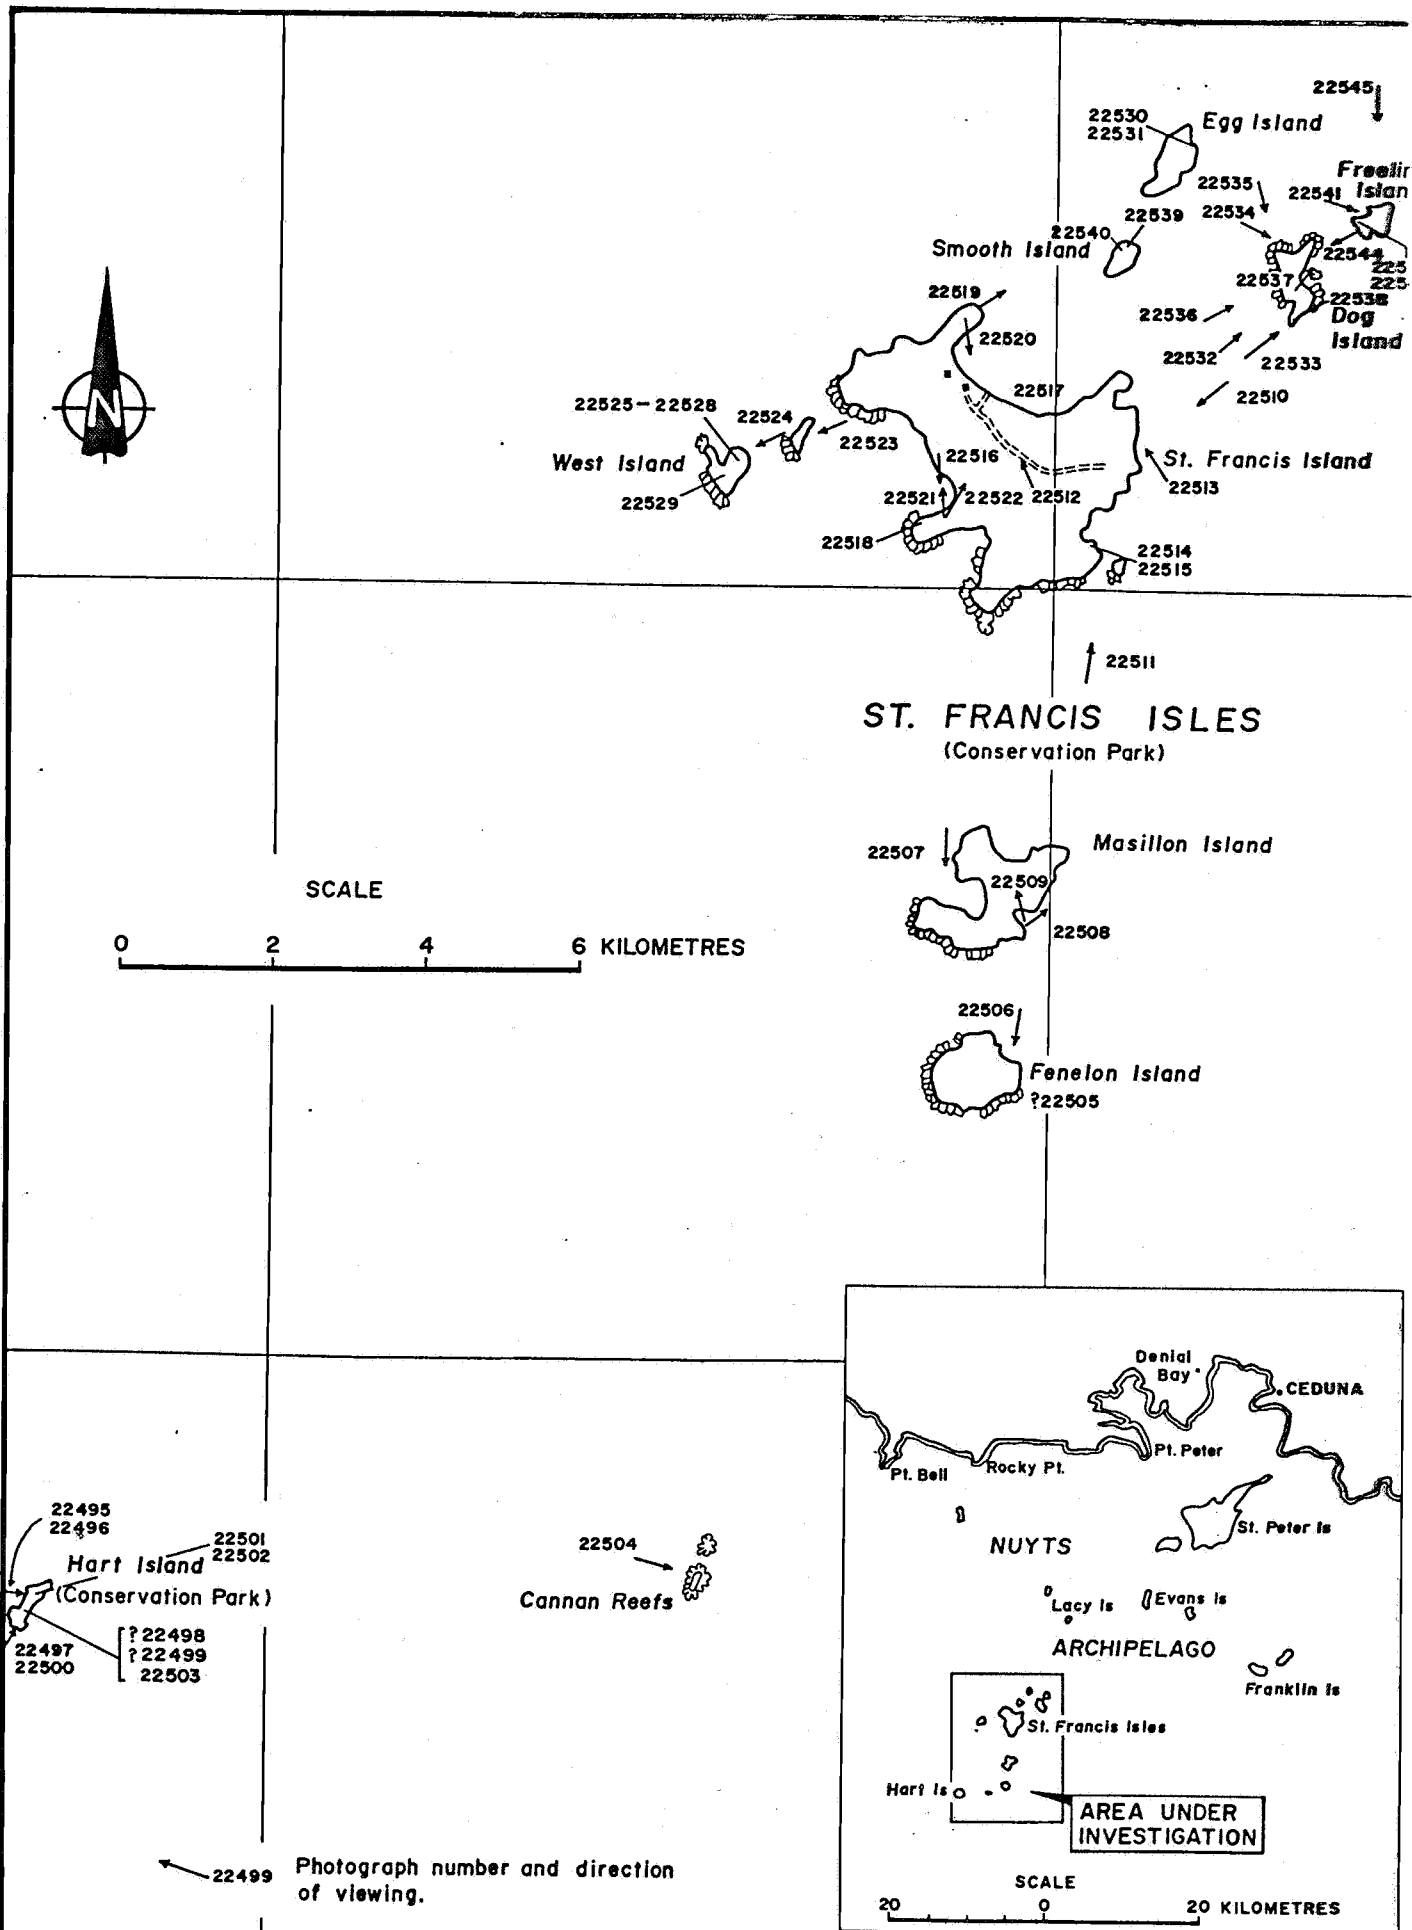 22545
22530
22531
Egg Island
22535
22541
22534
22539
22540
Smooth Island
22544
22537
22538
Dog
Island
22536
22532
22533
22510
22519
22520
22517
22525-22528
22524
22523
West Island
22529
22516
St. Francis Island
22513
22521
22522
22512
22518
22514
22515
22511
N
ST. FRANCIS ISLES
(Conservation Park)
22507
Masillon Island
22509
22508
SCALE
0 2 4 6 KILOMETRES
22506
Fenelon Island
?22505
22495
22496
22501
22502
Hart Island
(Conservation Park)
22497
22500
?22498
?22499
22503
22504
Cannan Reefs
22499 Photograph number and direction
of viewing.
Denial
Bay
CEDUNA
Pt. Peter
Pt. Bell
Rocky Pt.
St. Peter Is
NUYTS
Lacy Is
Evans Is
ARCHIPELAGO
Franklin Is
St. Francis Isles
Hart Is
AREA UNDER
INVESTIGATION
SCALE
20 0 20 KILOMETRES